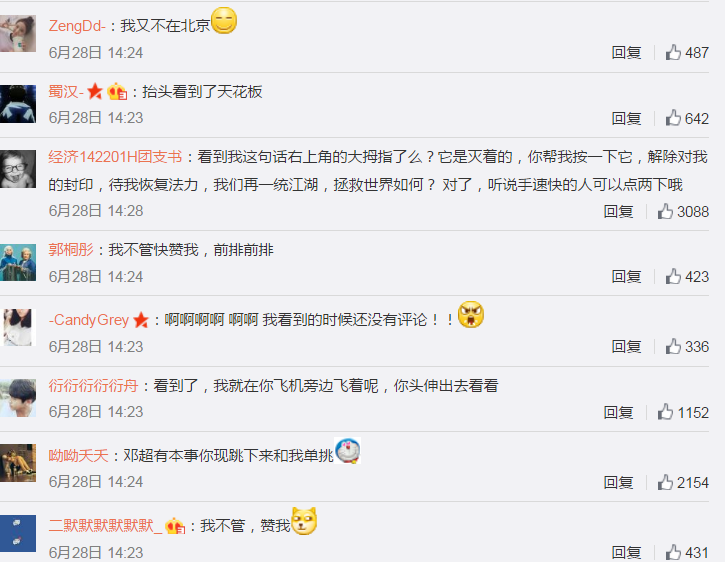 ZengDd-：我又不在北京
6月28日 14:24
回复 487
蜀汉-：抬头看到了天花板
6月28日 14:23
回复 642
经济142201H团支书：看到我这句话右上角的大拇指了么？它是灭着的，你帮我按一下它，解除对我
的封印，待我恢复法力，我们再一统江湖，拯救世界如何？ 对了，听说手速快的人可以点两下哦
6月28日 14:28
回复 3088
郭桐彤：我不管快赞我，前排前排
6月28日 14:24
回复 423
-CandyGrey：啊啊啊啊 啊啊 我看到的时候还没有评论！！
6月28日 14:23
回复 336
衍衍衍衍衍舟：看到了，我就在你飞机旁边飞着呢，你头伸出去看看
6月28日 14:23
回复 1152
呦呦夭夭：邓超有本事你现跳下来和我单挑
6月28日 14:24
回复 2154
二默默默默默默_：我不管，赞我
6月28日 14:23
回复 431